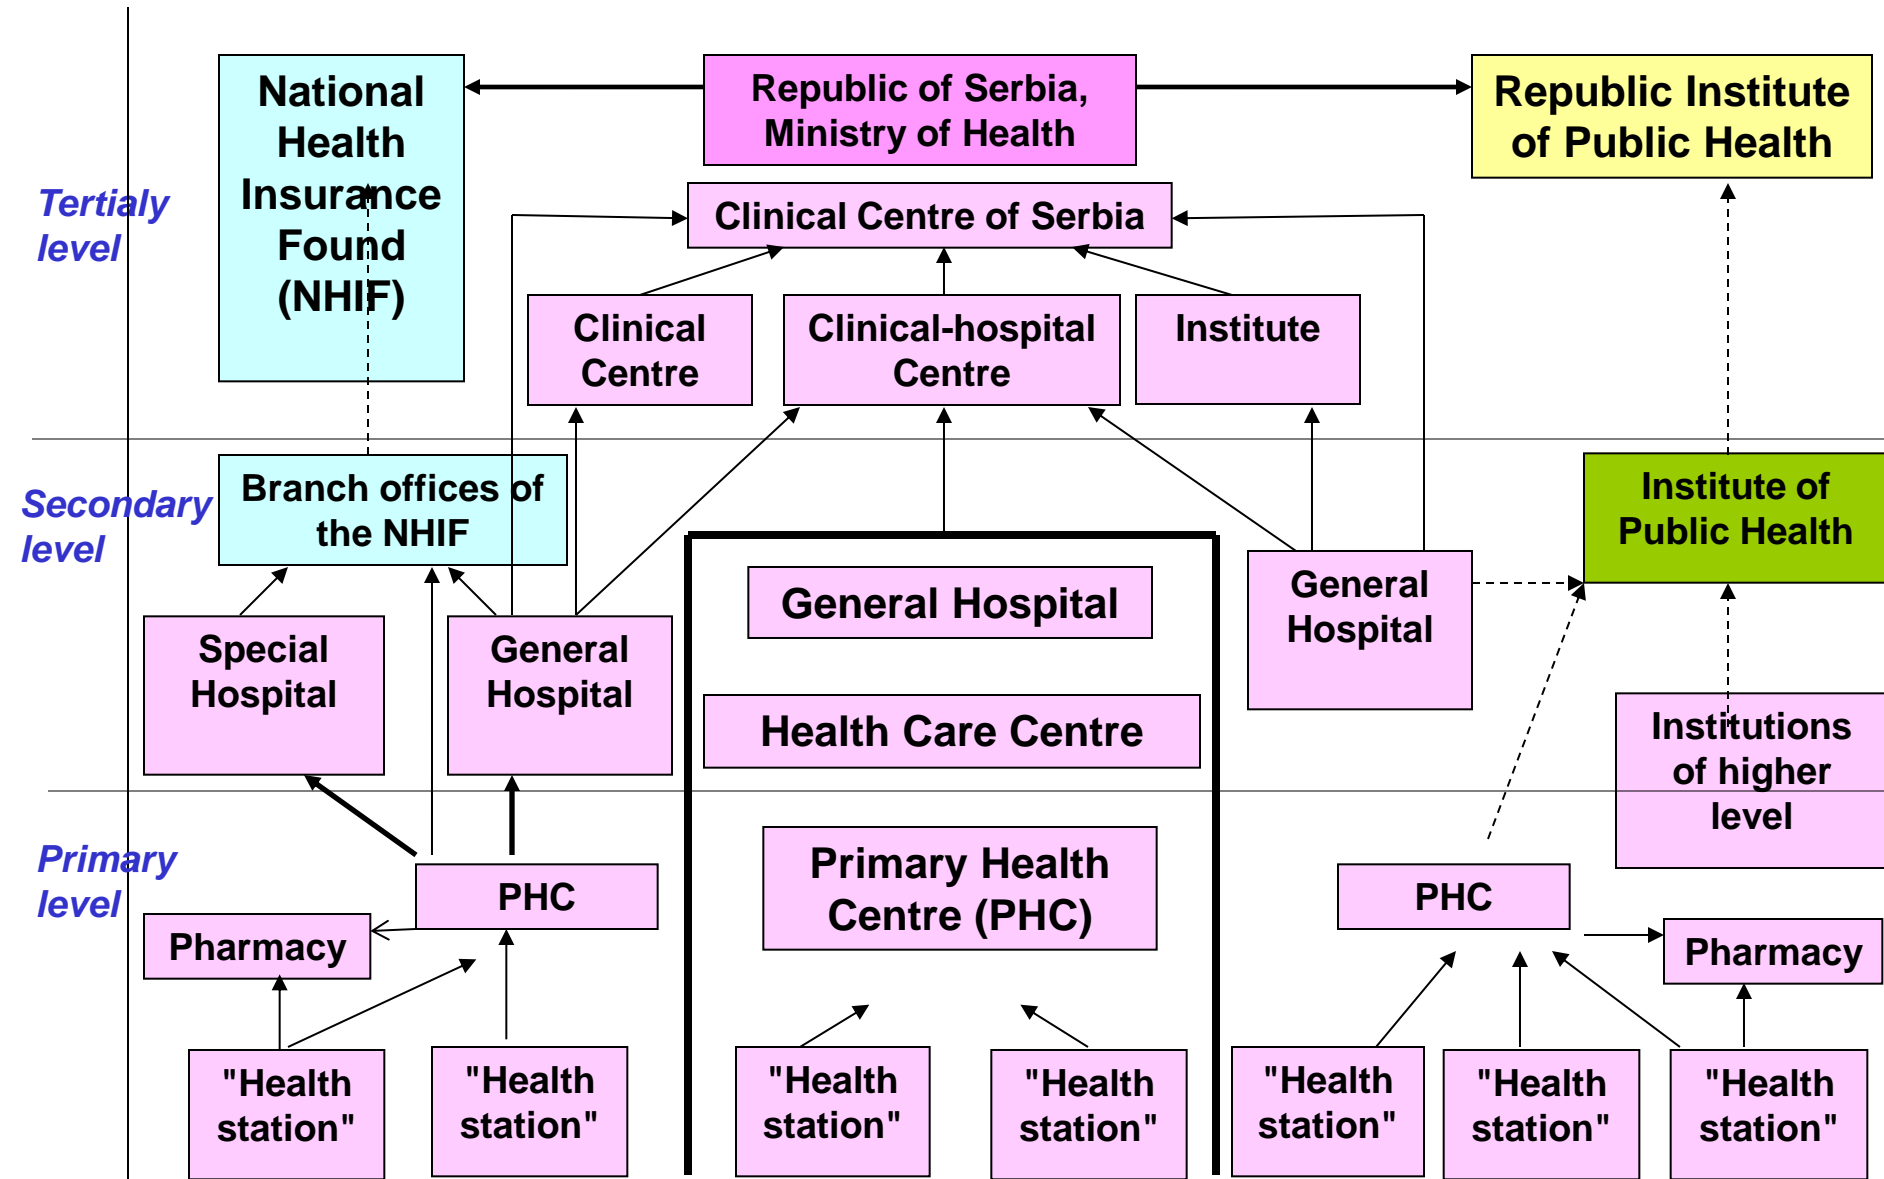 National
Health
Insurance
Found
(NHIF)
Republic of Serbia,
Ministry of Health
Republic Institute
of Public Health
Tertialy
level
Clinical Centre of Serbia
Clinical
Centre
Clinical-hospital
Centre
Institute
Secondary
level
Branch offices of
the NHIF
Institute of
Public Health
Special
Hospital
General
Hospital
General Hospital
General
Hospital
Health Care Centre
Institutions
of higher
level
Primary
level
PHC
Pharmacy
Primary Health
Centre (PHC)
PHC
Pharmacy
"Health
station"
"Health
station"
"Health
station"
"Health
station"
"Health
station"
"Health
station"
"Health
station"